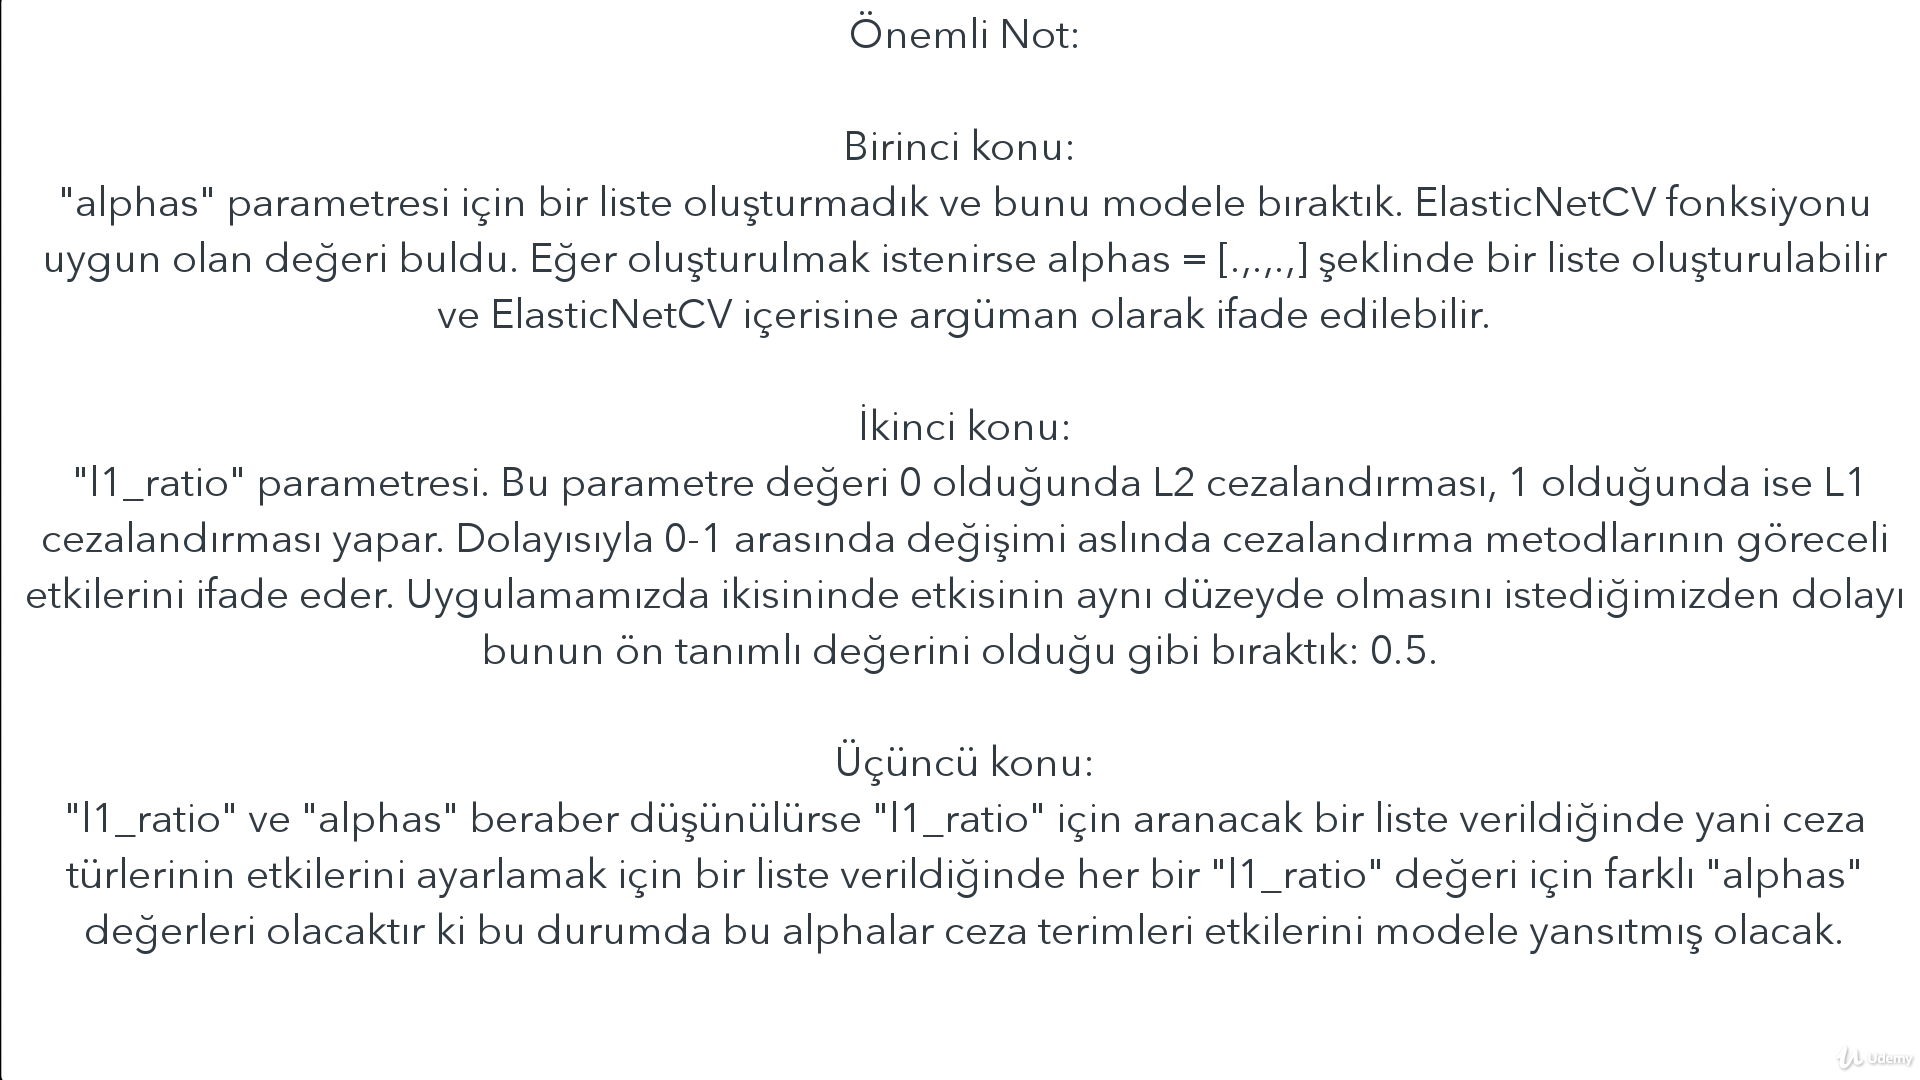 Önemli Not:
Birinci konu:
"alphas" parametresi için bir liste oluşturmadık ve bunu modele bıraktık. ElasticNetCV fonksiyonu
uygun olan değeri buldu. Eğer oluşturulmak istenirse alphas = [.,.,.,] şeklinde bir liste oluşturulabilir
ve ElasticNetCV içerisine argüman olarak ifade edilebilir.
İkinci konu:
"l1_ratio" parametresi. Bu parametre değeri 0 olduğunda L2 cezalandırması, 1 olduğunda ise L1
cezalandırması yapar. Dolayısıyla 0-1 arasında değişimi aslında cezalandırma metodlarının göreceli
etkilerini ifade eder. Uygulamamızda ikisininde etkisinin aynı düzeyde olmasını istediğimizden dolayı
bunun ön tanımlı değerini olduğu gibi bıraktık: 0.5.
Üçüncü konu:
"l1_ratio" ve "alphas" beraber düşünülürse "l1_ratio" için aranacak bir liste verildiğinde yani ceza
türlerinin etkilerini ayarlamak için bir liste verildiğinde her bir "l1_ratio" değeri için farklı "alphas"
değerleri olacaktır ki bu durumda bu alphalar ceza terimleri etkilerini modele yansıtmış olacak.
Udemy